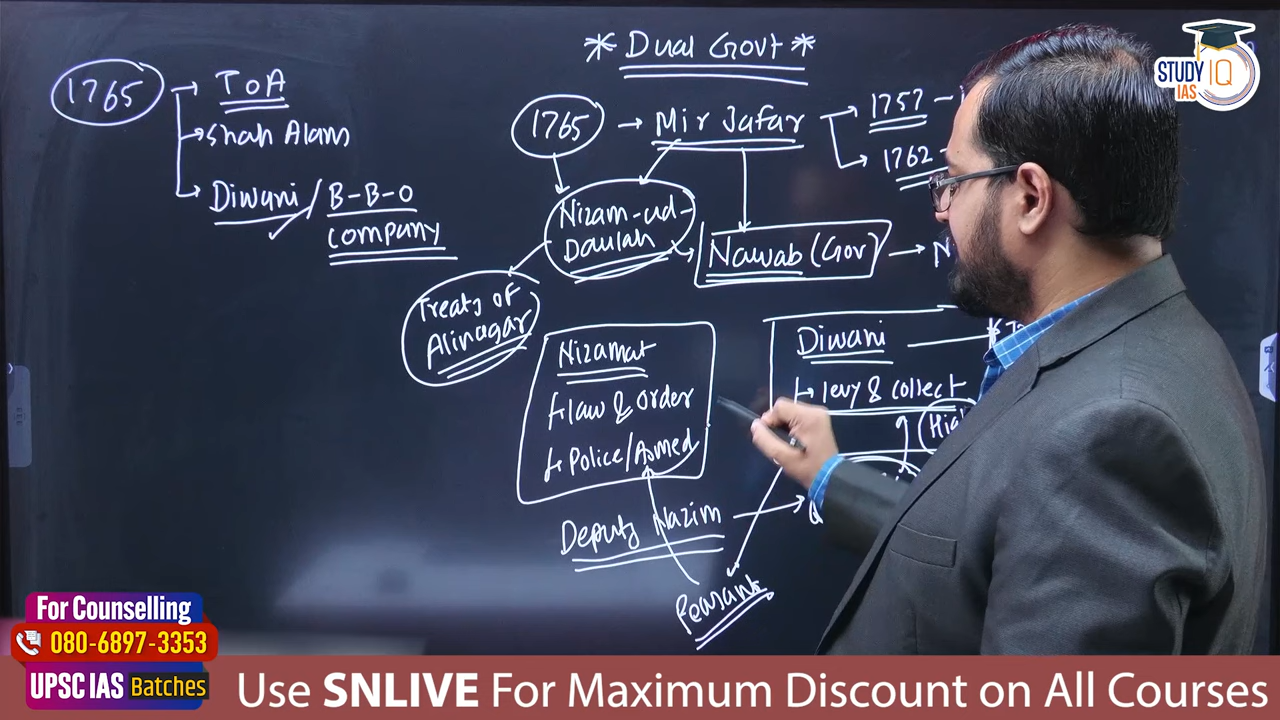 * Dual Govt *
STUDY IQ
IAS
1765 → ToA
→ Shah Alam
→ Diwani / B-B-O
Company
1765 → Mir Jafar → 1757 -
→ 1762 -
Nizam-ud-
Daulah
Nawab (Gov) → N
Treaty of
Alinagar
Nizamat
→ law & Order
→ Police/Armed
Diwani
→ levy & collect
Deputy Nazim →
Peasants
For Counselling
080-6897-3353
UPSC IAS Batches
Use SNLIVE For Maximum Discount on All Courses